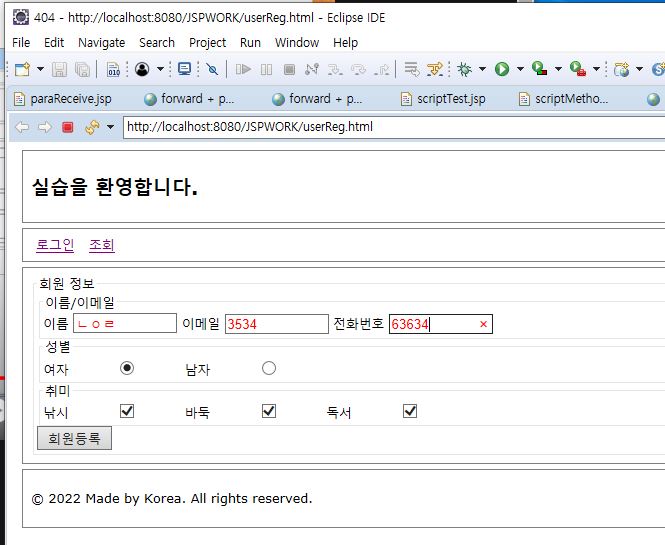 404 - http://localhost:8080/JSPWORK/userReg.html - Eclipse IDE
File Edit Navigate Search Project Run Window Help
paraReceive.jsp forward + p... forward + p... scriptTest.jsp scriptMetho...
http://localhost:8080/JSPWORK/userReg.html
실습을 환영합니다.
로그인 조회
회원 정보
이름/이메일
이름 ㄴㅇㄹ 이메일 3534 전화번호 63634
성별
여자 남자
취미
낚시 바둑 독서
회원등록
© 2022 Made by Korea. All rights reserved.